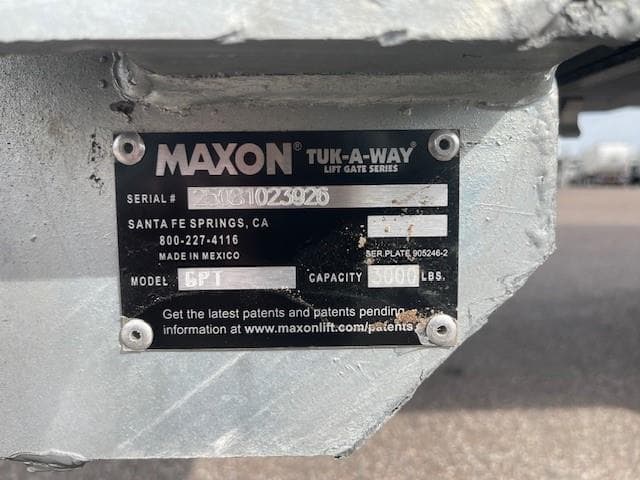 MAXON® TUK-A-WAY®
LIFT GATE SERIES
SERIAL # 25081023926
SANTA FE SPRINGS, CA
800-227-4116
MADE IN MEXICO
SER.PLATE 905246-2
MODEL GPT CAPACITY 3000 LBS.
Get the latest patents and patents pending
information at www.maxonlift.com/patents